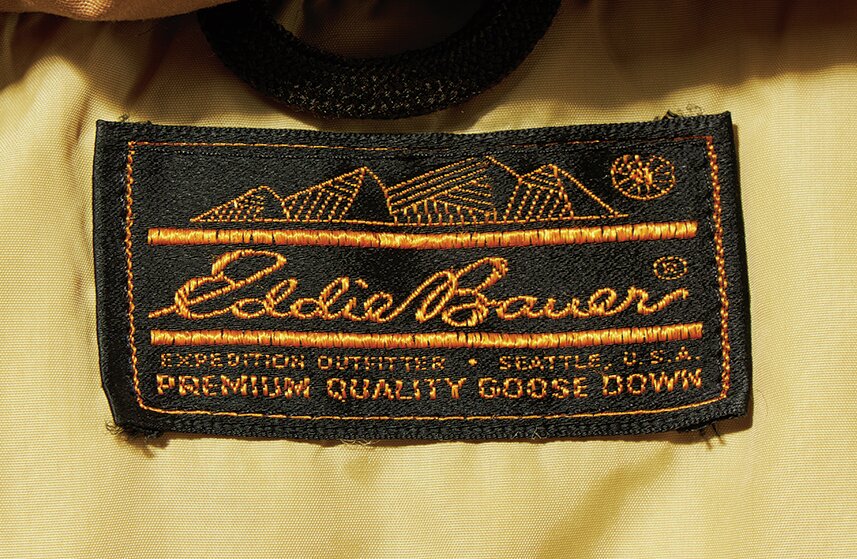 Eddie Bauer ®
EXPEDITION OUTFITTER • SEATTLE, U.S.A.
PREMIUM QUALITY GOOSE DOWN